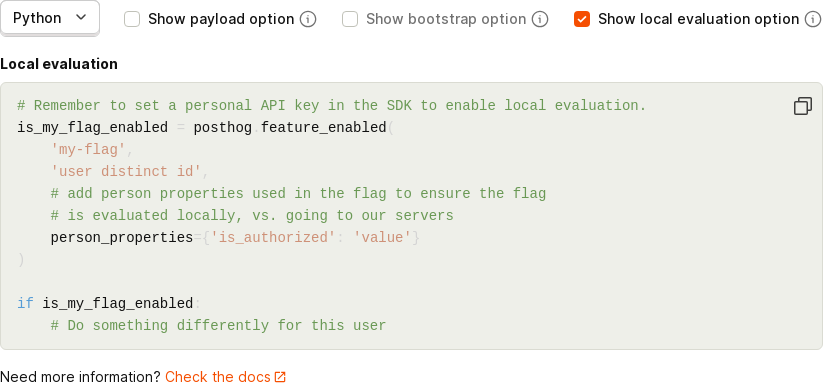 Python Show payload option Show bootstrap option Show local evaluation option
Local evaluation
# Remember to set a personal API key in the SDK to enable local evaluation.
is_my_flag_enabled = posthog.feature_enabled(
    'my-flag',
    'user distinct id',
    # add person properties used in the flag to ensure the flag
    # is evaluated locally, vs. going to our servers
    person_properties={'is_authorized': 'value'}
)
if is_my_flag_enabled:
    # Do something differently for this user
Need more information? Check the docs